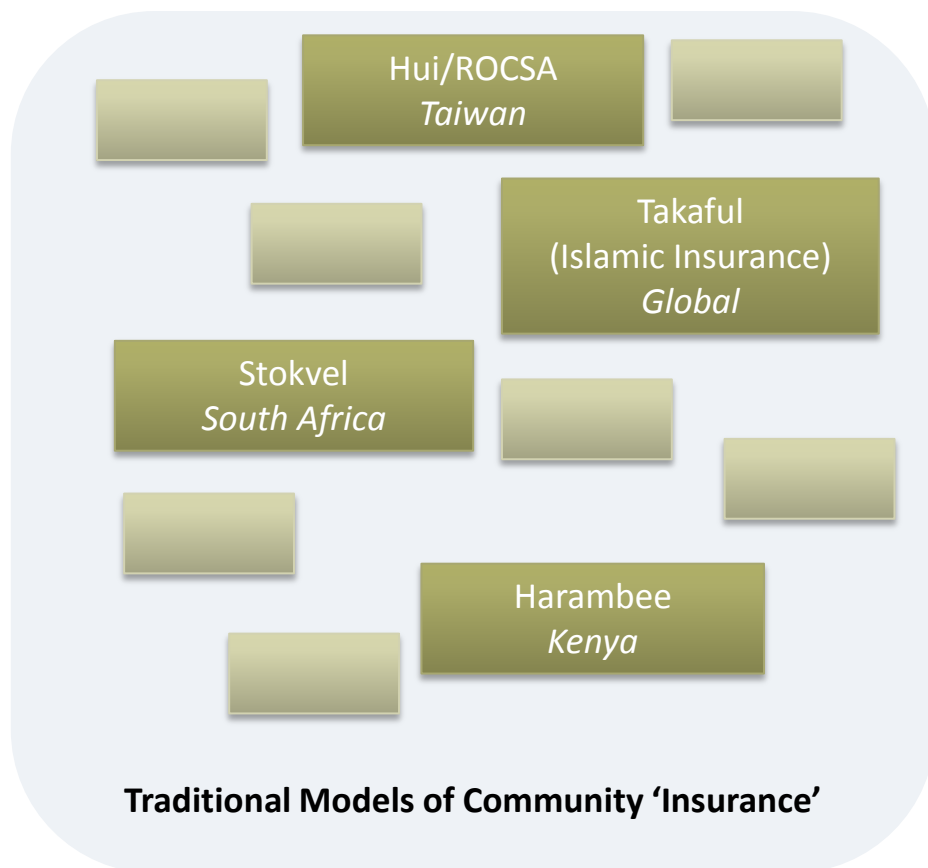 Hui/ROCSA
Taiwan
Takaful
(Islamic Insurance)
Global
Stokvel
South Africa
Harambee
Kenya
Traditional Models of Community ‘Insurance’